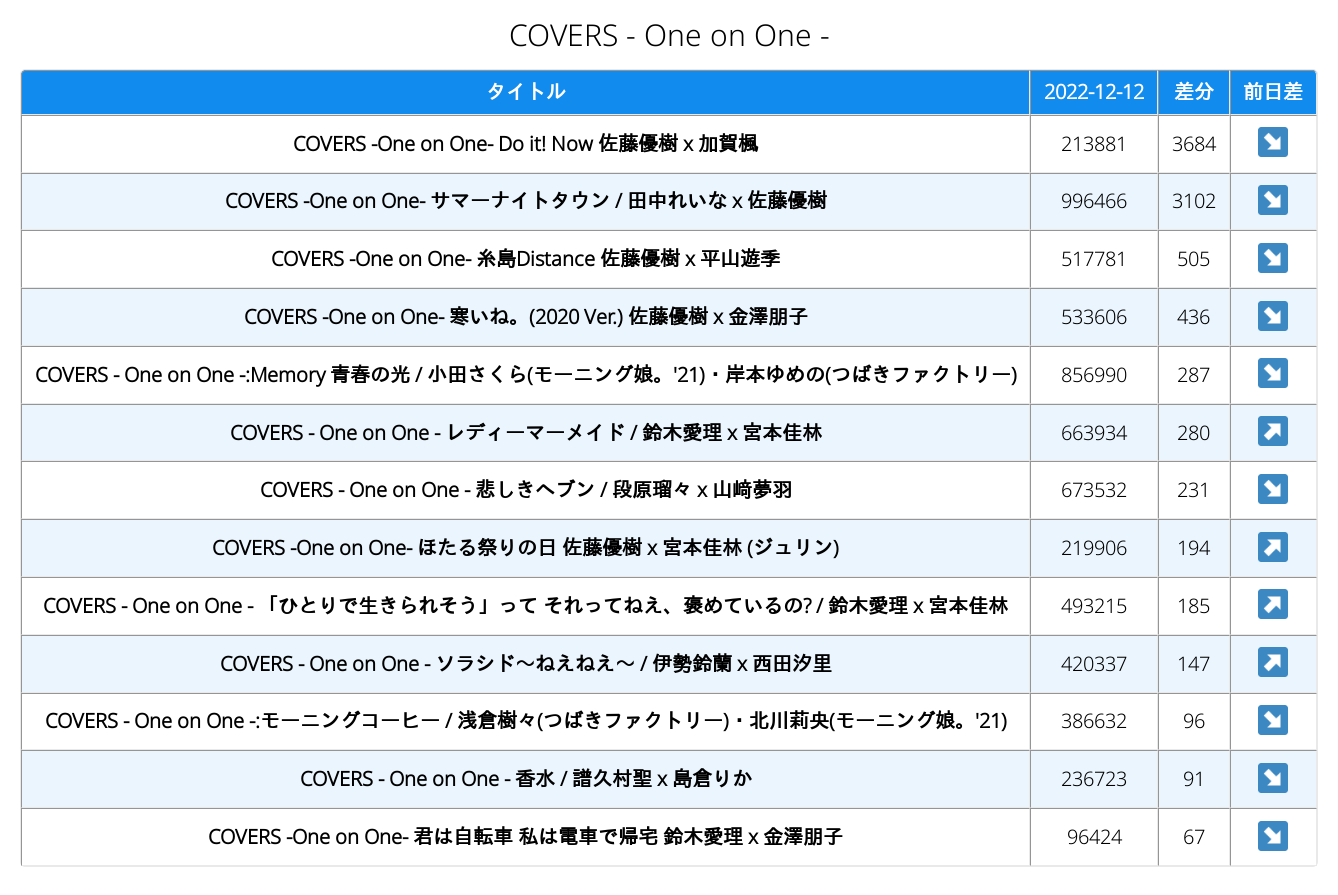 COVERS - One on One -
タイトル 2022-12-12 差分 前日差
COVERS -One on One- Do it! Now 佐藤優樹 x 加賀楓 213881 3684 ↘
COVERS -One on One- サマーナイトタウン / 田中れいな x 佐藤優樹 996466 3102 ↘
COVERS -One on One- 糸島Distance 佐藤優樹 x 平山遊季 517781 505 ↘
COVERS -One on One- 寒いね。(2020 Ver.) 佐藤優樹 x 金澤朋子 533606 436 ↘
COVERS - One on One -:Memory 青春の光 / 小田さくら(モーニング娘。'21)・岸本ゆめの(つばきファクトリー) 856990 287 ↘
COVERS - One on One - レディーマーメイド / 鈴木愛理 x 宮本佳林 663934 280 ↗
COVERS - One on One - 悲しきヘブン / 段原瑠々 x 山﨑夢羽 673532 231 ↘
COVERS -One on One- ほたる祭りの日 佐藤優樹 x 宮本佳林 (ジュリン) 219906 194 ↗
COVERS - One on One - 「ひとりで生きられそう」って それってねえ、褒めているの? / 鈴木愛理 x 宮本佳林 493215 185 ↗
COVERS - One on One - ソラシド～ねえねえ～ / 伊勢鈴蘭 x 西田汐里 420337 147 ↗
COVERS - One on One -:モーニングコーヒー / 浅倉樹々(つばきファクトリー)・北川莉央(モーニング娘。'21) 386632 96 ↘
COVERS - One on One - 香水 / 譜久村聖 x 島倉りか 236723 91 ↘
COVERS -One on One- 君は自転車 私は電車で帰宅 鈴木愛理 x 金澤朋子 96424 67 ↘